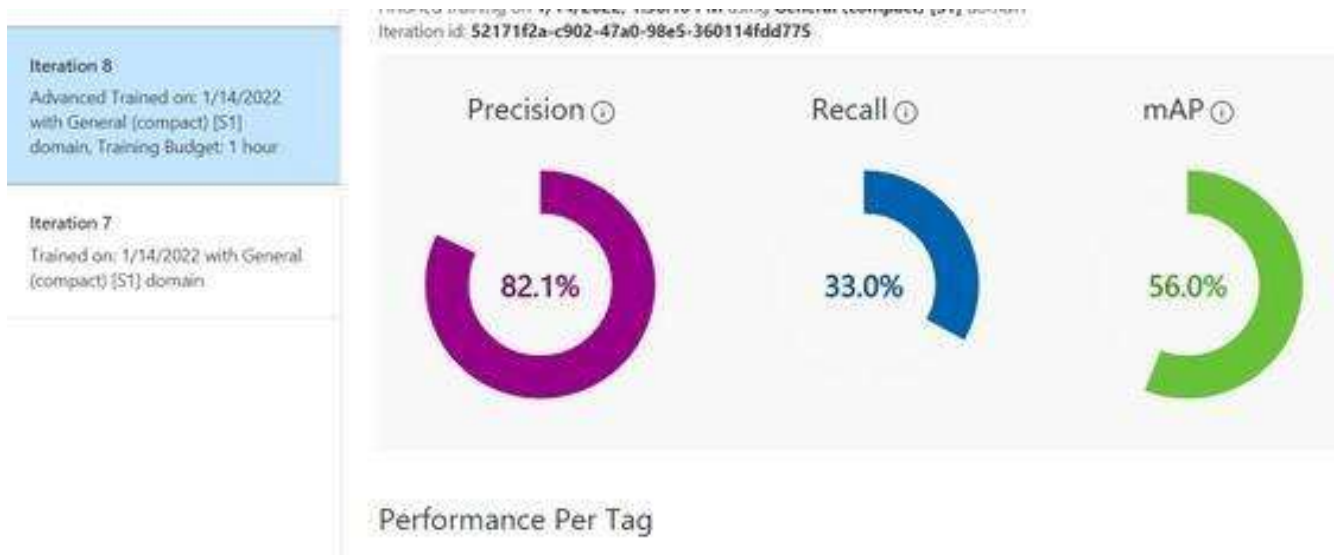 Iteration id: 52171f2a-c902-47a0-98e5-360114fdd775
Iteration 8
Advanced Trained on: 1/14/2022
with General (compact) [S1]
domain, Training Budget: 1 hour
Iteration 7
Trained on: 1/14/2022 with General
(compact) [S1] domain
Precision
Recall
mAP
82.1%
33.0%
56.0%
Performance Per Tag